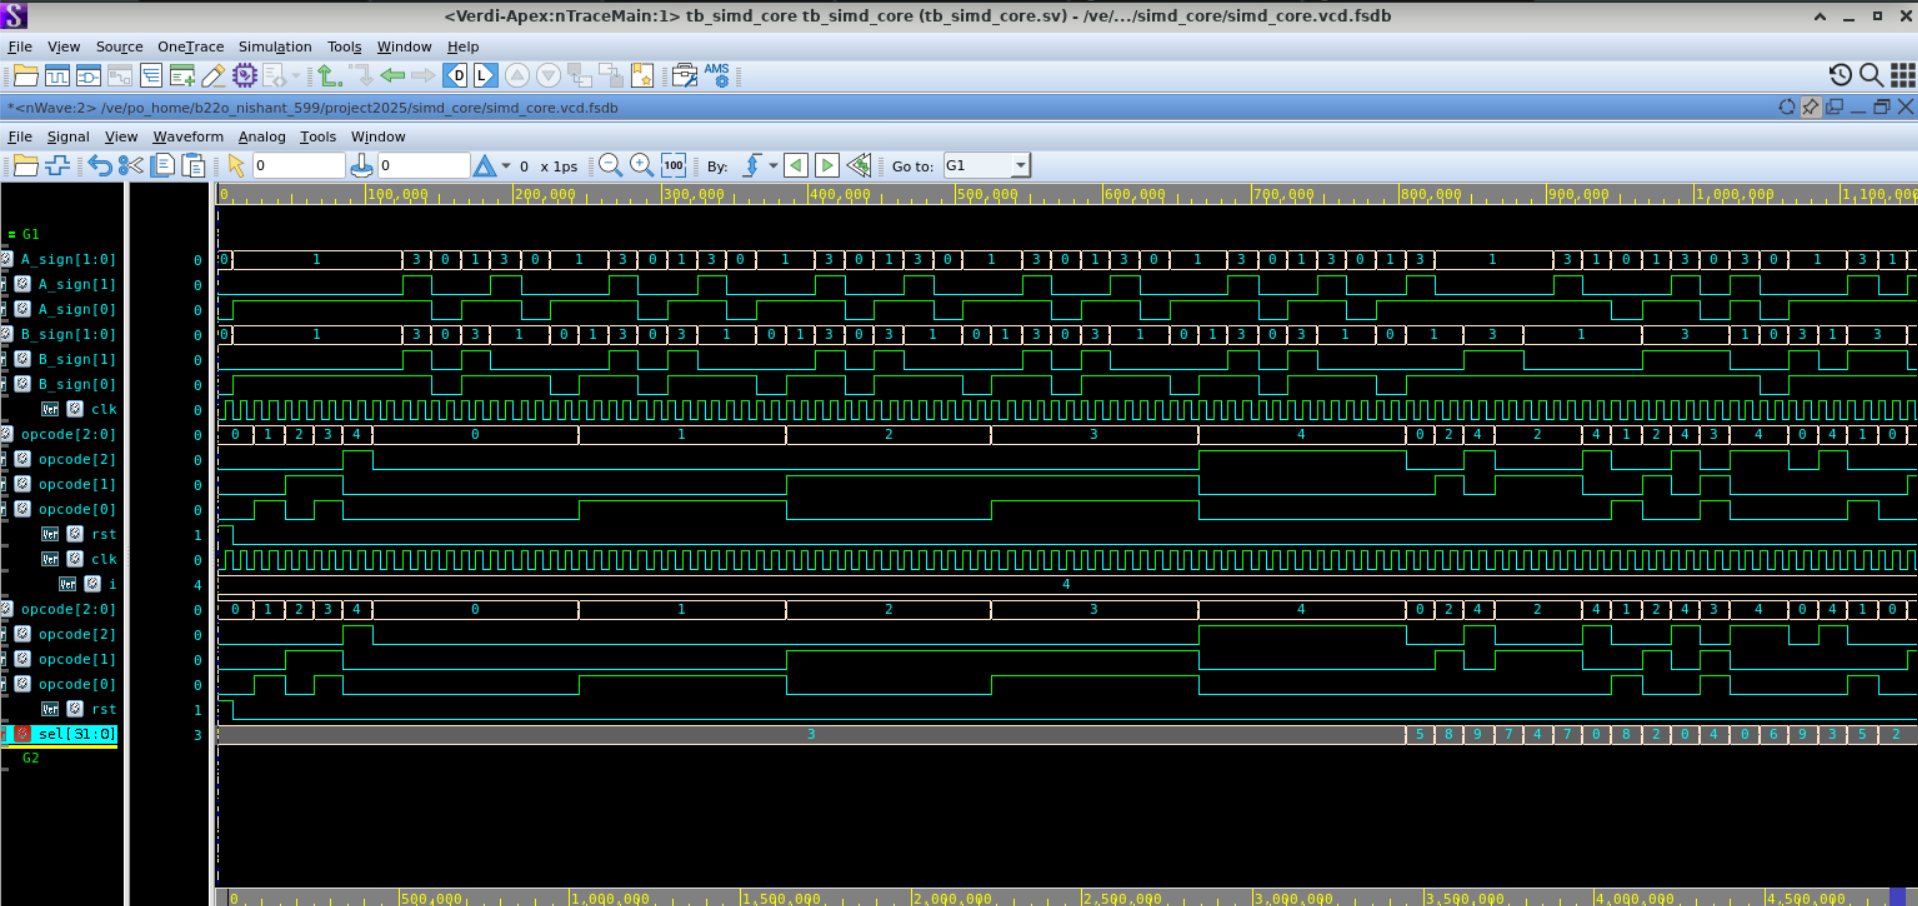 <Verdi-Apex:nTraceMain:1> tb_simd_core tb_simd_core (tb_simd_core.sv) - /ve/.../simd_core/simd_core.vcd.fsdb
File View Source OneTrace Simulation Tools Window Help
D L AMS
*<nWave:2> /ve/po_home/b22o_nishant_599/project2025/simd_core/simd_core.vcd.fsdb
File Signal View Waveform Analog Tools Window
0 0 0 x 1ps 100 By: Go to: G1
0 100,000 200,000 300,000 400,000 500,000 600,000 700,000 800,000 900,000 1,000,000 1,100,000
= G1
A_sign[1:0] 0 0 1 3 0 1 3 0 1 3 0 1 3 0 1 3 0 1 3 0 1 3 0 1 3 0 1 3 0 1 3 0 1 3 1 3 1 0 1 3 0 3 0 1 3 1
A_sign[1] 0
A_sign[0] 0
B_sign[1:0] 0 0 1 3 0 3 1 0 1 3 0 3 1 0 1 3 0 3 1 0 1 3 0 3 1 0 1 3 0 3 1 0 1 3 1 3 1 0 3 1 3
B_sign[1] 0
B_sign[0] 0
Ver clk 0
opcode[2:0] 0 0 1 2 3 4 0 1 2 3 4 0 2 4 2 4 1 2 4 3 4 0 4 1 0
opcode[2] 0
opcode[1] 0
opcode[0] 0
Ver rst 1
Ver clk 0
Ver i 4 4
opcode[2:0] 0 0 1 2 3 4 0 1 2 3 4 0 2 4 2 4 1 2 4 3 4 0 4 1 0
opcode[2] 0
opcode[1] 0
opcode[0] 0
Ver rst 1
sel[31:0] 3 3 5 8 9 7 4 7 0 8 2 0 4 0 6 9 3 5 2
G2
0 500,000 1,000,000 1,500,000 2,000,000 2,500,000 3,000,000 3,500,000 4,000,000 4,500,000